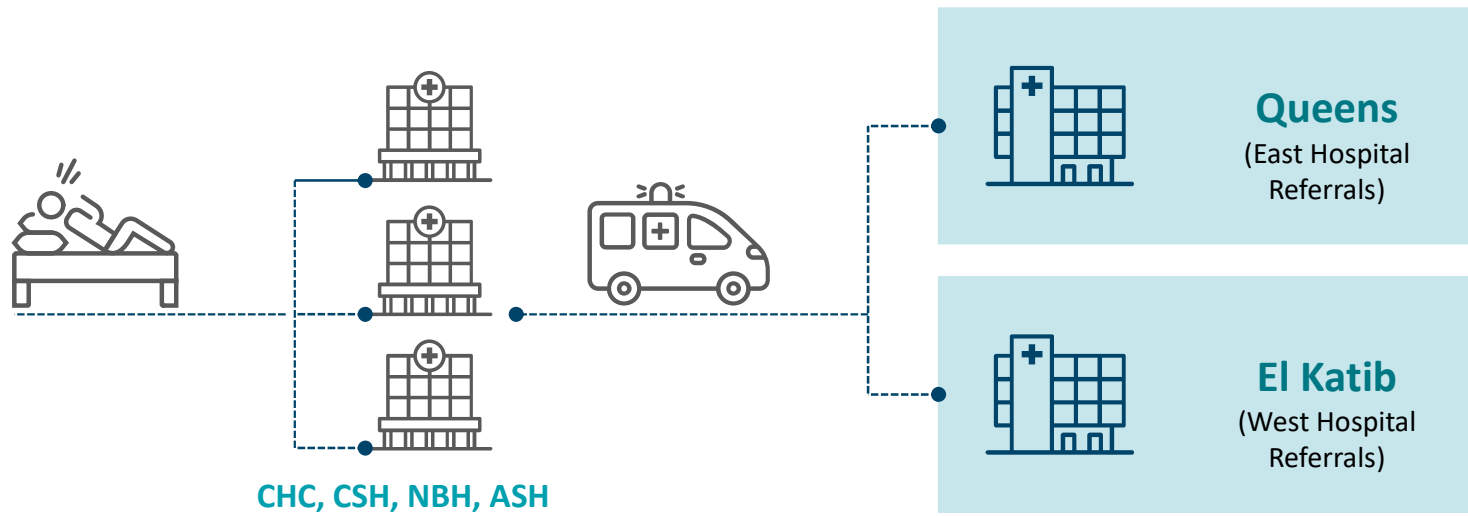 Queens
(East Hospital
Referrals)
El Katib
(West Hospital
Referrals)
CHC, CSH, NBH, ASH